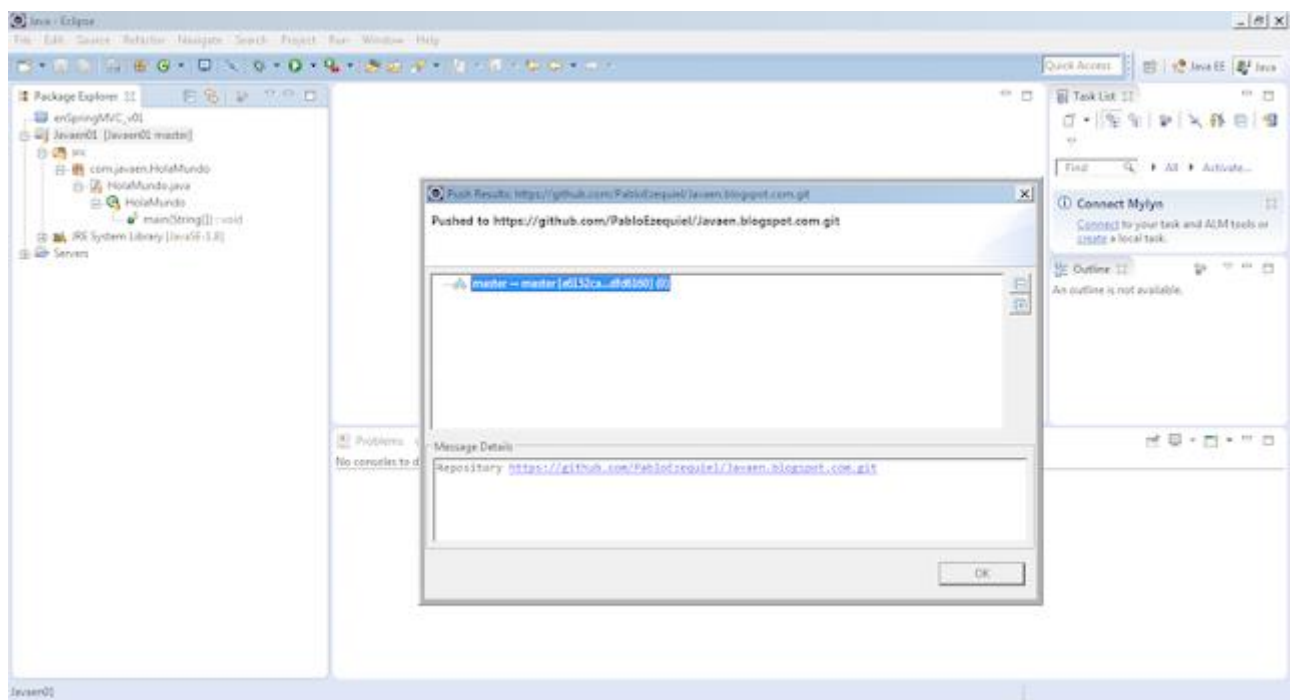 Java - Eclipse
File Edit Source Refactor Navigate Search Project Run Window Help
Quick Access
Java EE
Java
Package Explorer
enSpringMVC_v01
Javaen01 [Javaen01 master]
src
com.javaen.HolaMundo
HolaMundo.java
HolaMundo
main(String[]) : void
JRE System Library [JavaSE-1.8]
Servers
Task List
Find
All
Activate...
Connect Mylyn
Connect to your task and ALM tools or
create a local task.
Outline
An outline is not available.
Push Results: https://github.com/PabloEzequiel/Javaen.blogspot.com.git
Pushed to https://github.com/PabloEzequiel/Javaen.blogspot.com.git
master → master
Message Details
Repository https://github.com/PabloEzequiel/Javaen.blogspot.com.git
OK
Problems
No consoles to d
Javaen01